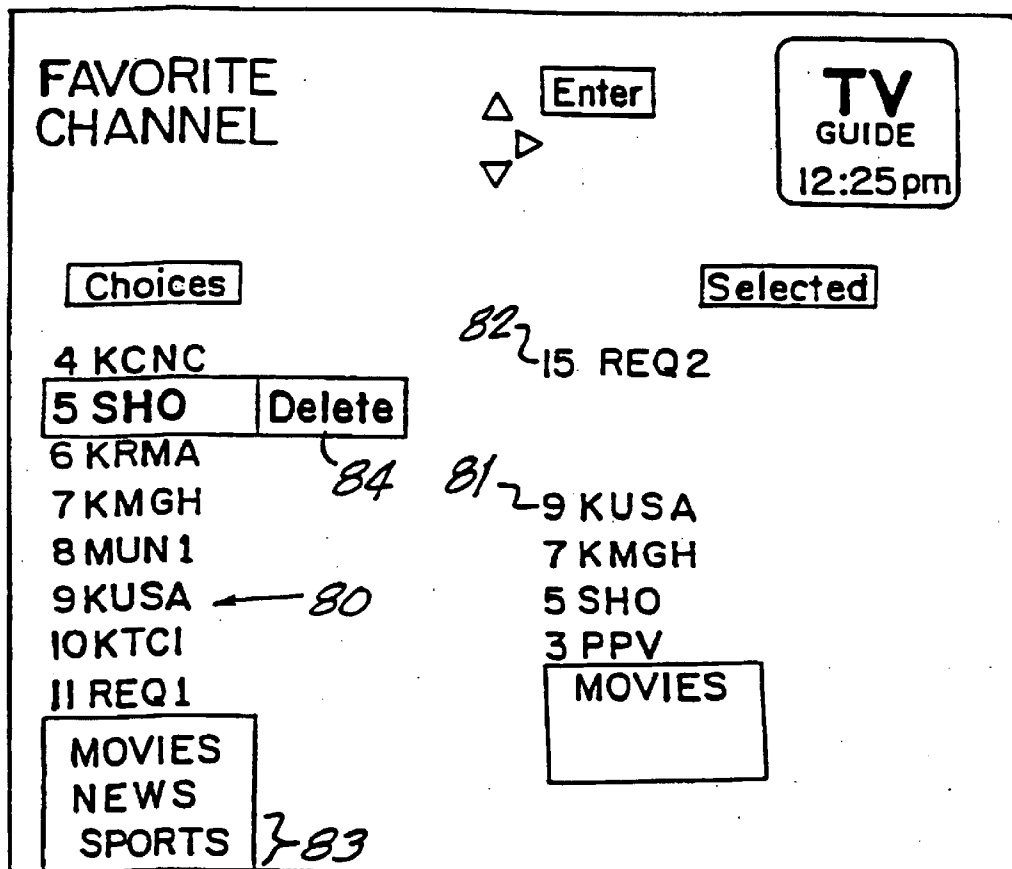 FAVORITE
CHANNEL
Enter
TV
GUIDE
12:25pm
Choices
Selected
4 KCNC
5 SHO Delete
6 KRMA
7 KMGH
8 MUN1
9 KUSA
10 KTCI
11 REQ1
MOVIES
NEWS
SPORTS
84
80
83
82
15 REQ2
81
9 KUSA
7 KMGH
5 SHO
3 PPV
MOVIES